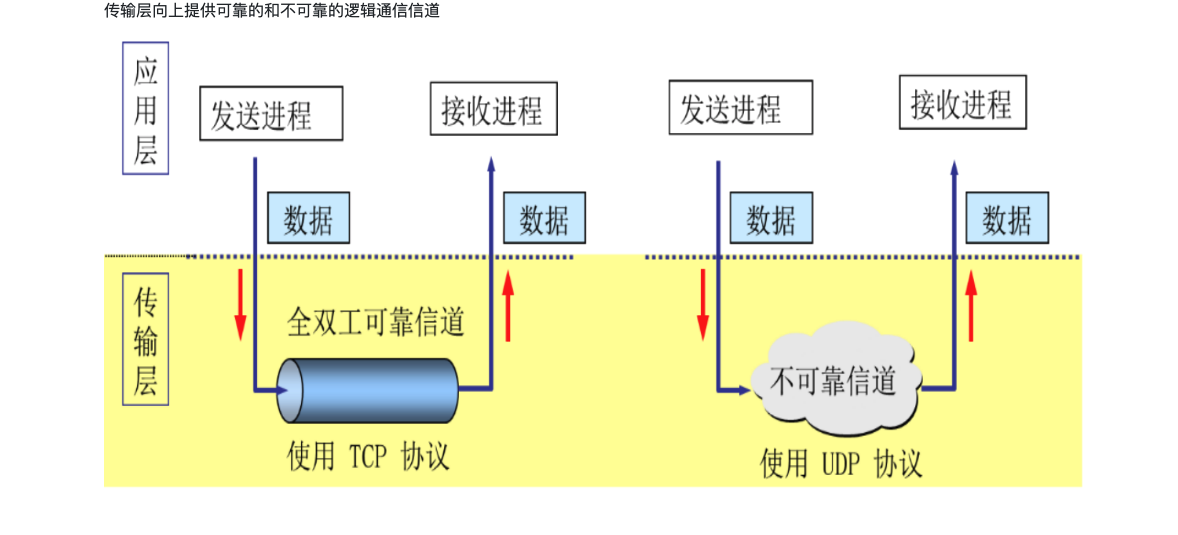 传输层向上提供可靠的和不可靠的逻辑通信信道
应用层
发送进程
接收进程
发送进程
接收进程
数据
数据
数据
数据
传输层
全双工可靠信道
不可靠信道
使用 TCP 协议
使用 UDP 协议